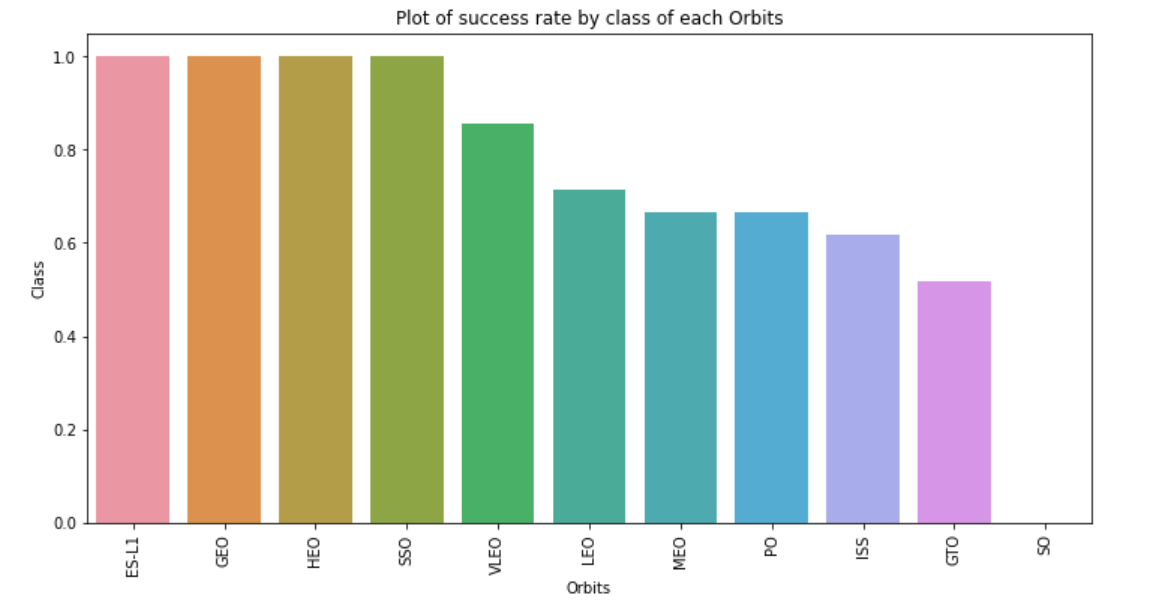 Plot of success rate by class of each Orbits
1.0
0.8
0.6
0.4
0.2
0.0
Class
ES-L1
GEO
HEO
SSO
VLEO
LEO
MEO
PO
ISS
GTO
SO
Orbits